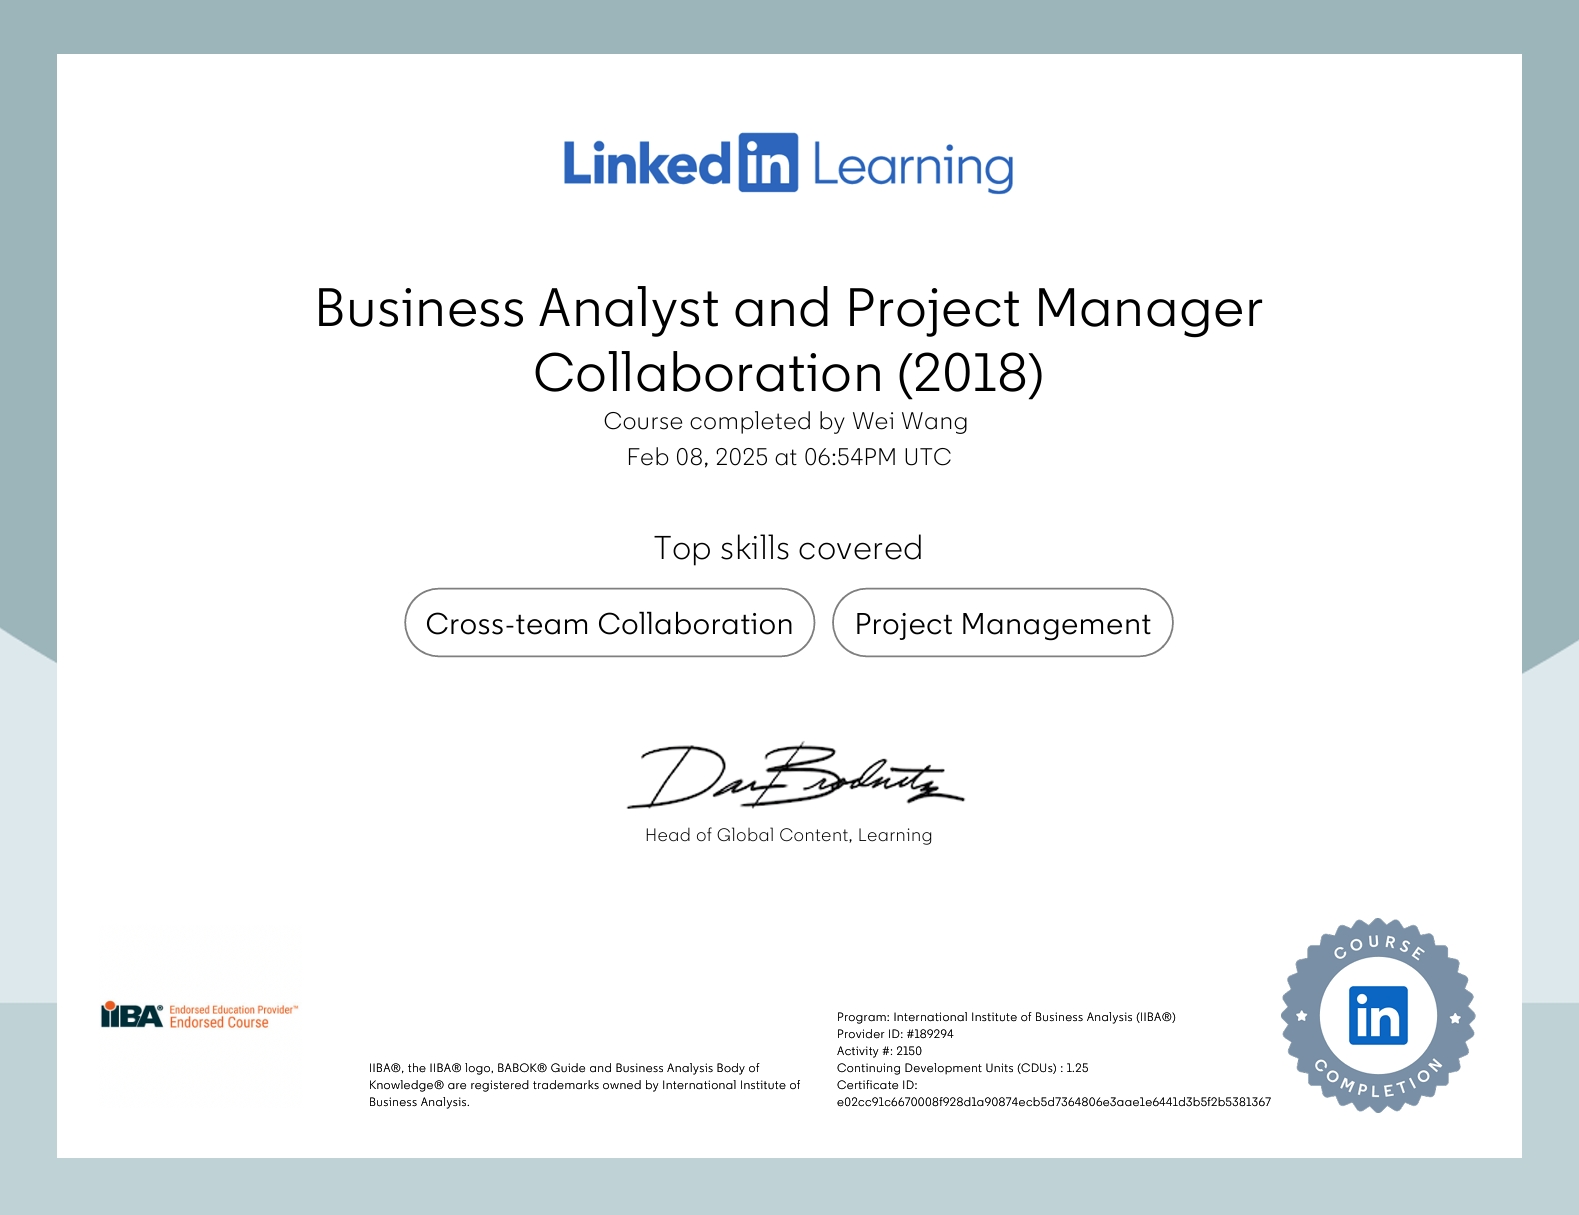 Linked in Learning
Business Analyst and Project Manager
Collaboration (2018)
Course completed by Wei Wang
Feb 08, 2025 at 06:54PM UTC
Top skills covered
Cross-team Collaboration
Project Management
Dan Brodnitz
Head of Global Content, Learning
IIBA® Endorsed Education Provider™
Endorsed Course
IIBA®, the IIBA® logo, BABOK® Guide and Business Analysis Body of
Knowledge® are registered trademarks owned by International Institute of
Business Analysis.
Program: International Institute of Business Analysis (IIBA®)
Provider ID: #189294
Activity #: 2150
Continuing Development Units (CDUs) : 1.25
Certificate ID:
e02cc91c6670008f928d1a90874ecb5d7364806e3aae1e6441d3b5f2b5381367
COURSE
in
COMPLETION